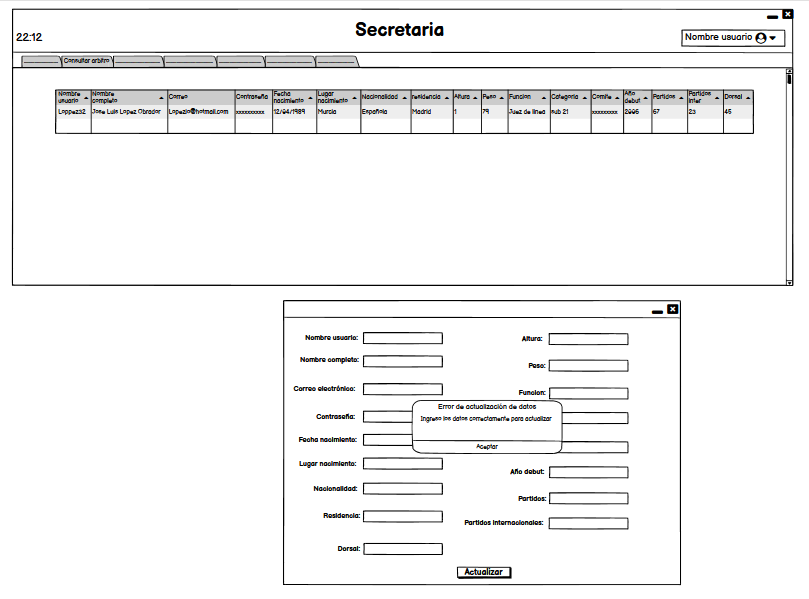 Secretaria
22:12
Nombre usuario
Consultar arbitro
Nombre usuario Nombre completo Correo Contraseña Fecha nacimiento Lugar nacimiento Nacionalidad residencia Altura Peso Funcion Categoria Comite Año debut Partidos Partidos inter Dorsal
Loppez32 Jose Luis Lopez Obrador Lopezlo@hotmail.com xxxxxxxxxx 12/04/1989 Murcia Española Madrid 1 79 Juez de linea sub 21 xxxxxxxxx 2006 67 23 45
Nombre usuario: Altura:
Nombre completo: Peso:
Correo electrónico: Funcion:
Error de actualización de datos
Contraseña: Ingreso los datos correctamente para actualizar
Fecha nacimiento: Aceptar
Lugar nacimiento: Año debut:
Nacionalidad: Partidos:
Residencia: Partidos Internacionales:
Dorsal:
Actualizar